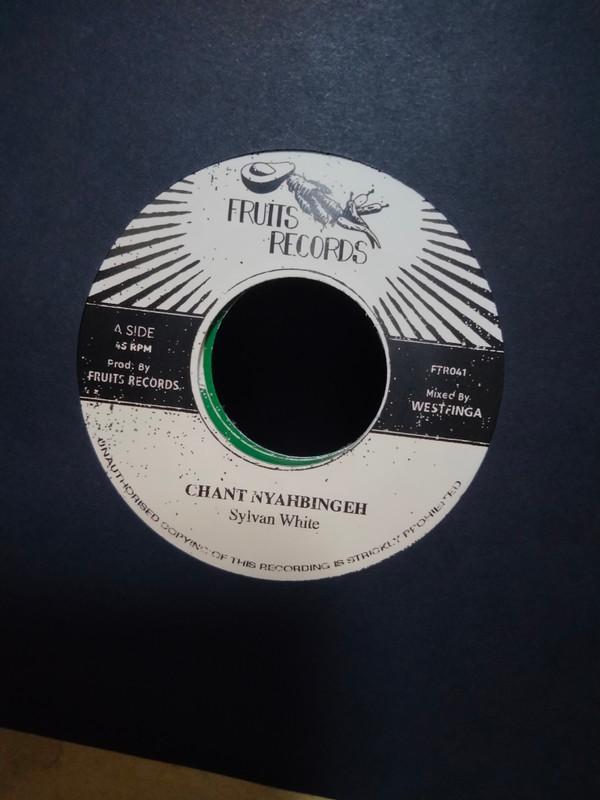 FRUITS
RECORDS
A SIDE
45 RPM
Prod. By
FRUITS RECORDS
FTR041
Mixed By
WESTFINGA
CHANT NYAHBINGEH
Sylvan White
UNAUTHORISED COPYING OF THIS RECORDING IS STRICKLY PROHIBITED